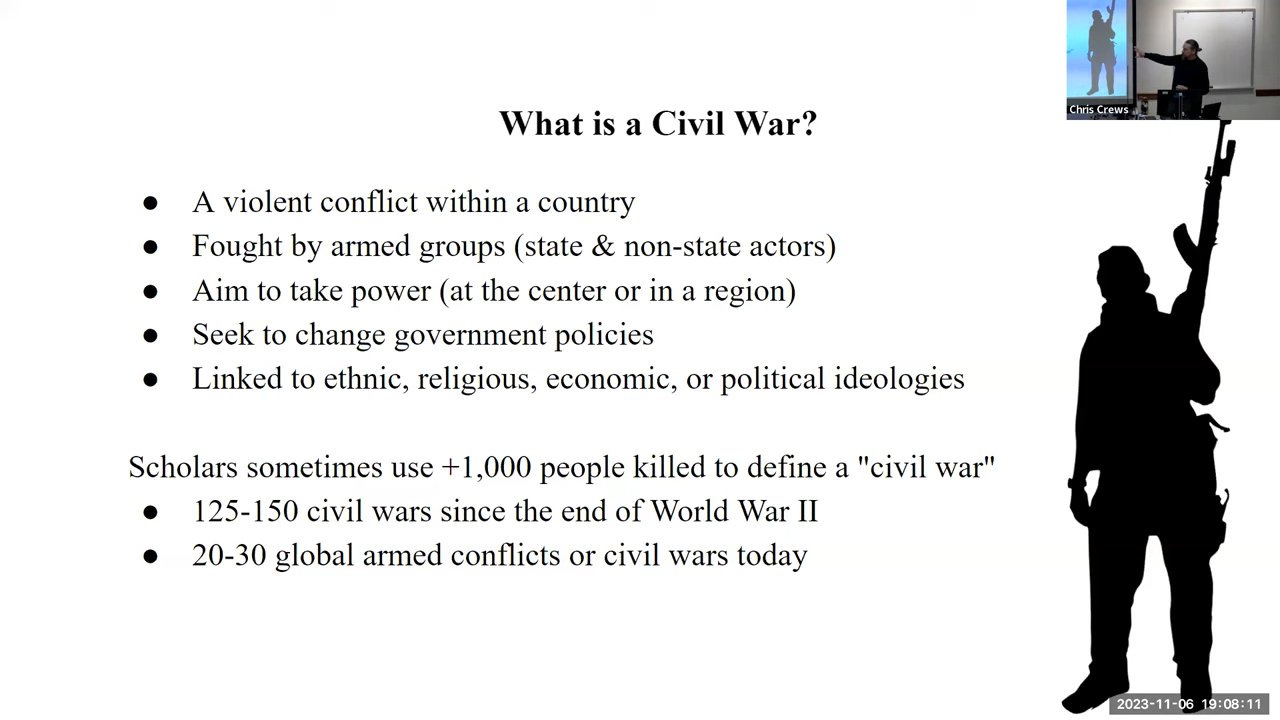 Chris Crews
What is a Civil War?
● A violent conflict within a country
● Fought by armed groups (state & non-state actors)
● Aim to take power (at the center or in a region)
● Seek to change government policies
● Linked to ethnic, religious, economic, or political ideologies
Scholars sometimes use +1,000 people killed to define a "civil war"
● 125-150 civil wars since the end of World War II
● 20-30 global armed conflicts or civil wars today
2023-11-06 19:08:11